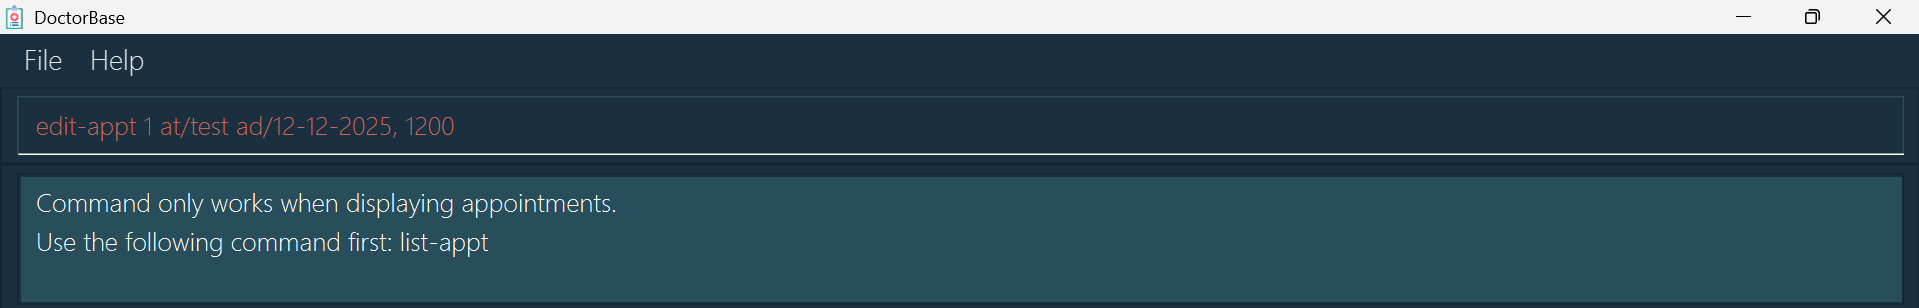 DoctorBase
File Help
edit-appt 1 at/test ad/12-12-2025, 1200
Command only works when displaying appointments.
Use the following command first: list-appt